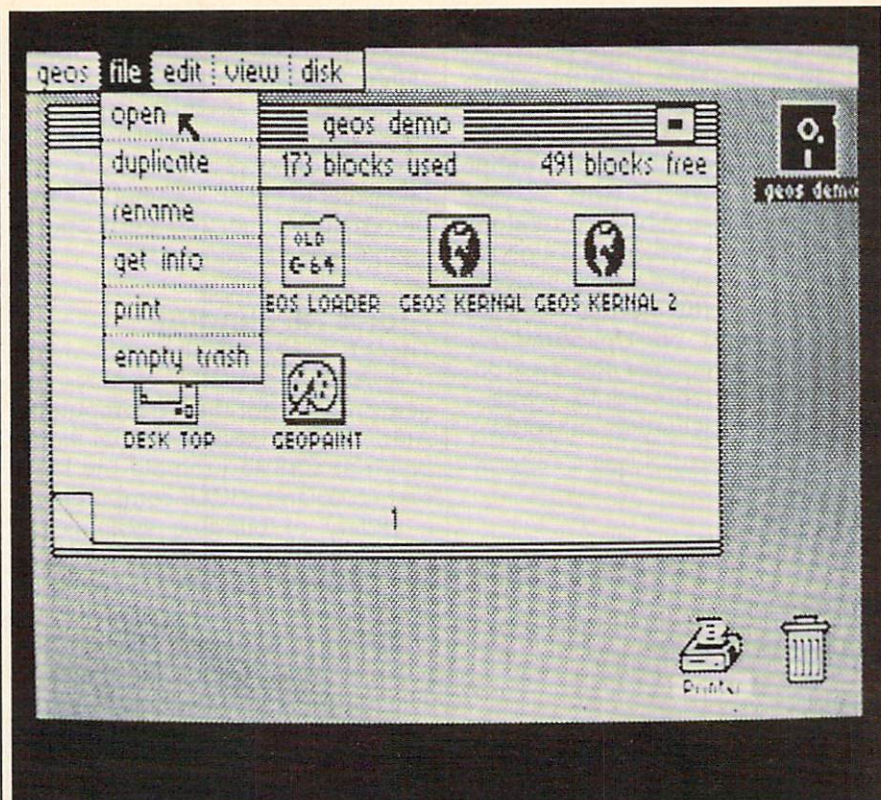 geos file edit view disk
open
geos demo
duplicate
173 blocks used 491 blocks free
geos demo
rename
OLD
C-64
get info
EOS LOADER GEOS KERNAL GEOS KERNAL 2
print
empty trash
DESK TOP GEOPAINT
1
Printer